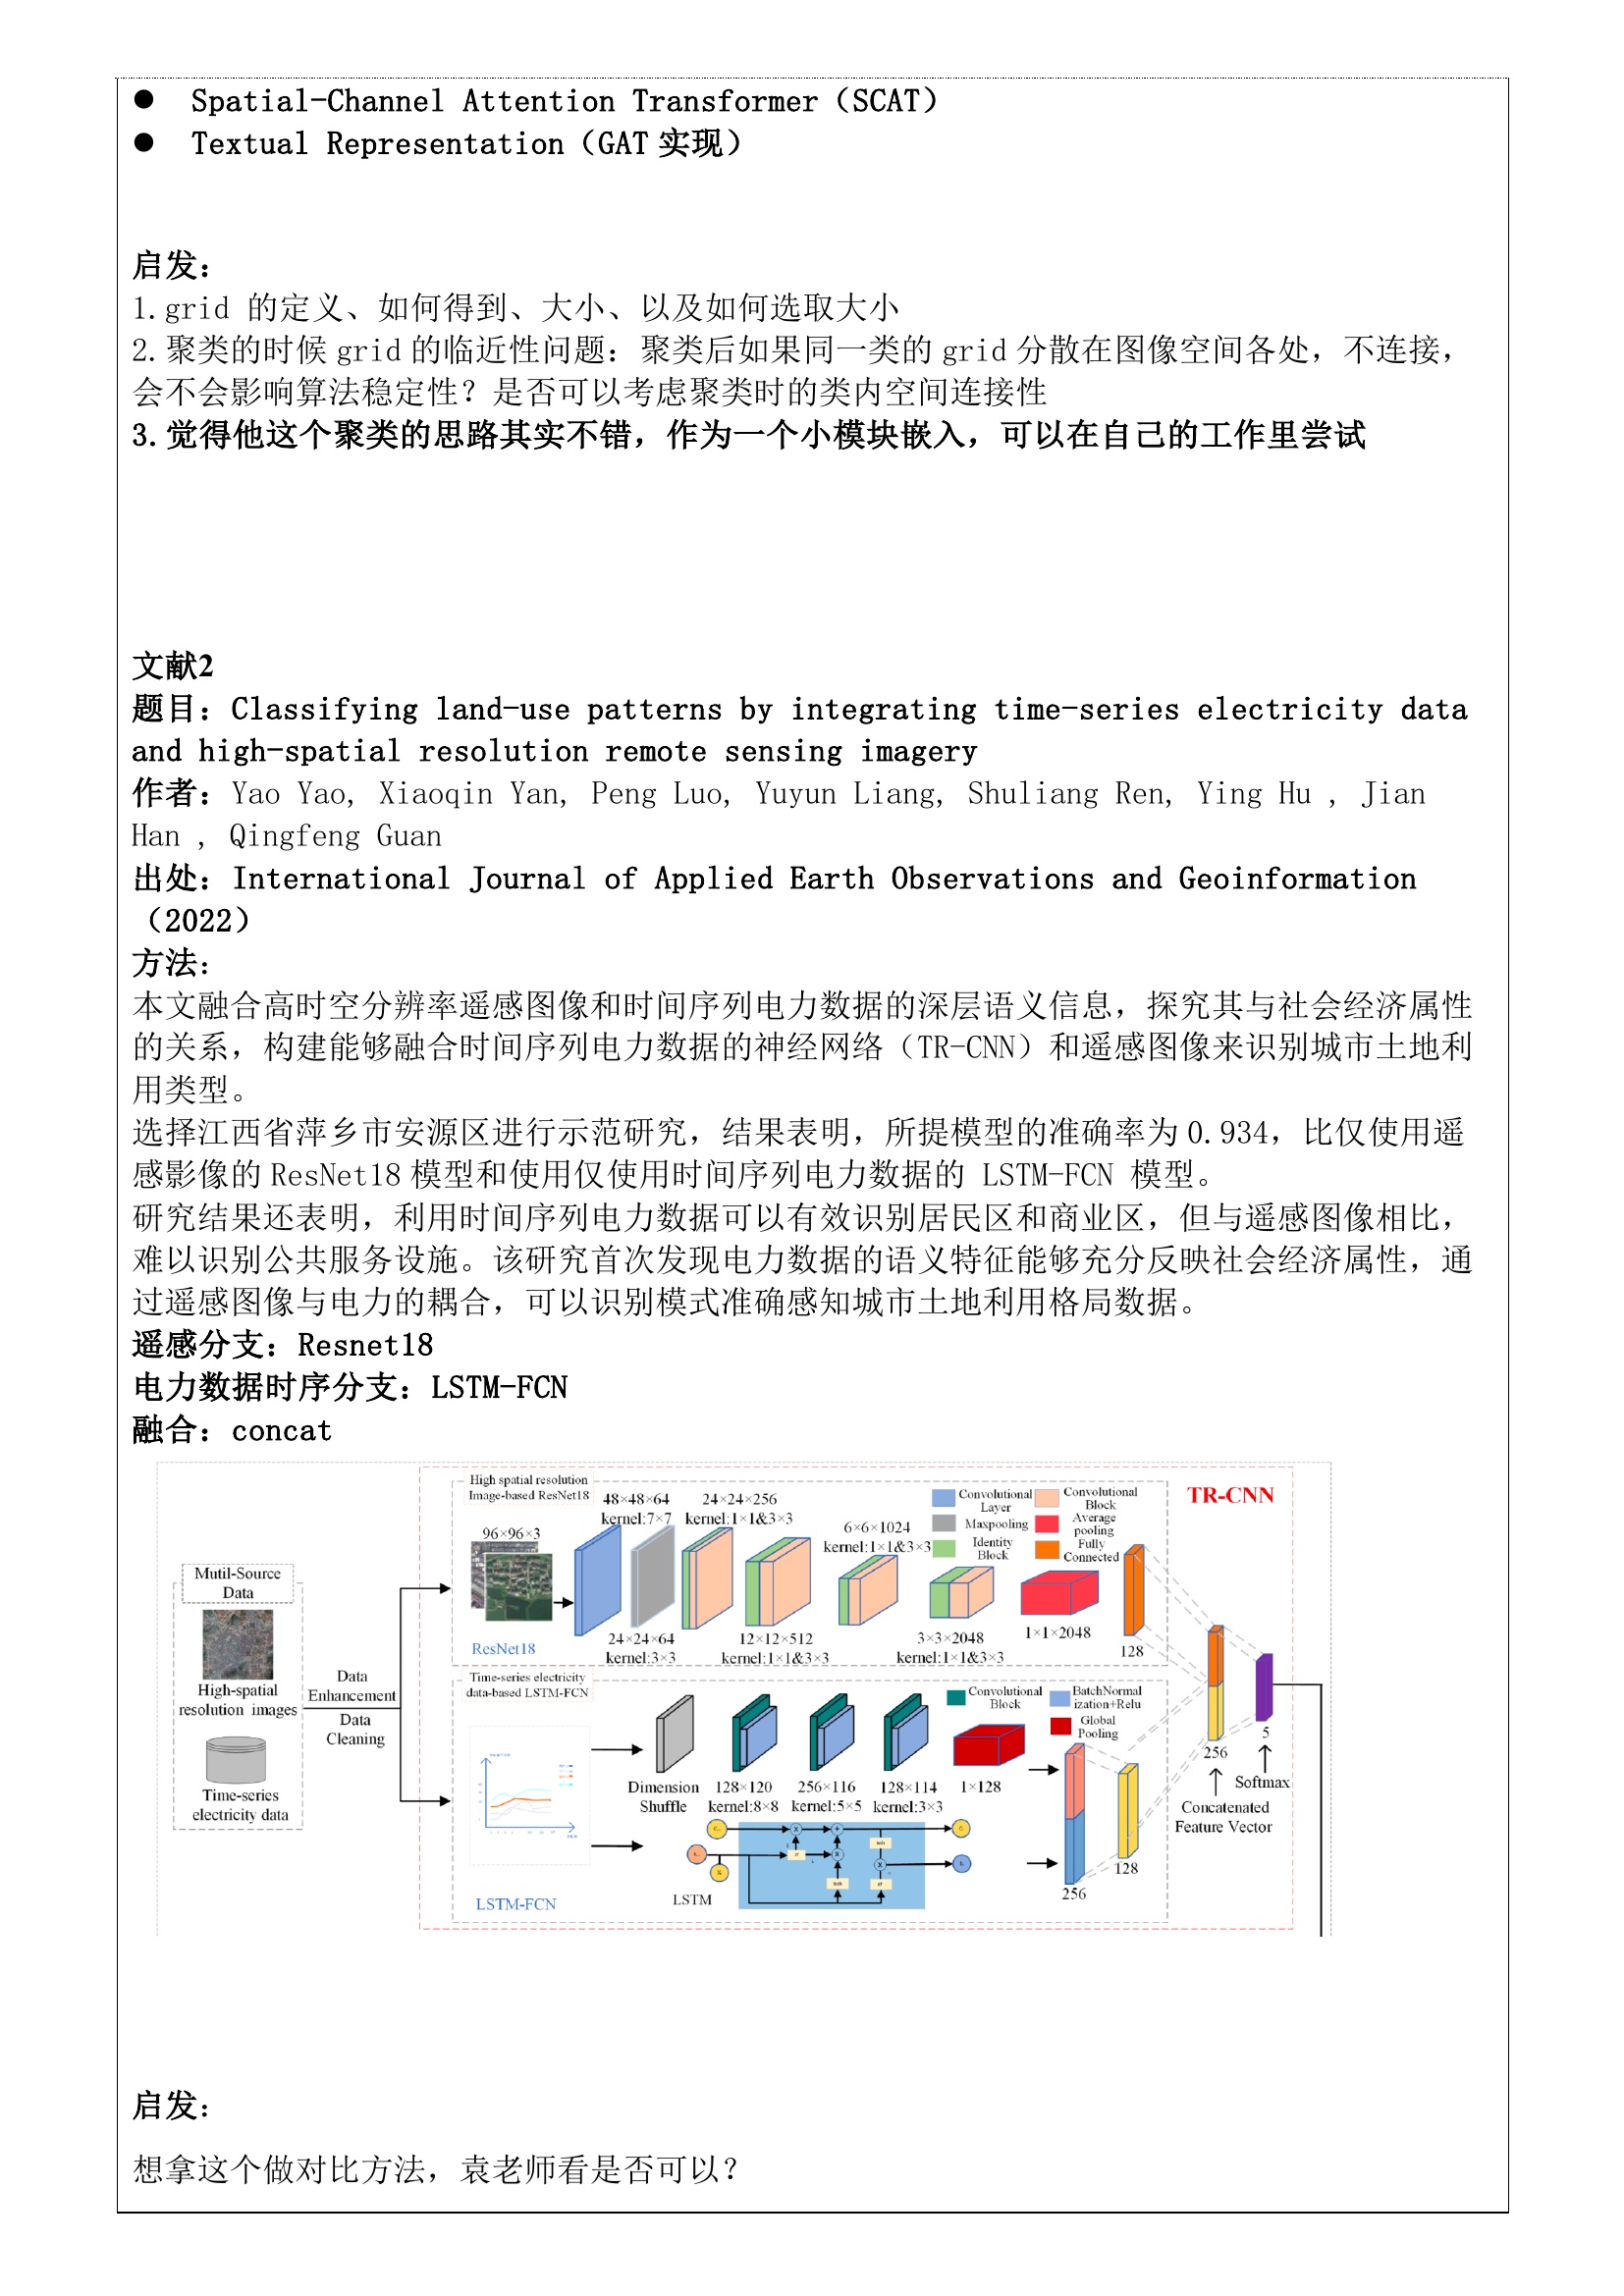 ● Spatial-Channel Attention Transformer（SCAT）
● Textual Representation（GAT 实现）
启发：
1.grid 的定义、如何得到、大小、以及如何选取大小
2.聚类的时候 grid 的临近性问题：聚类后如果同一类的 grid 分散在图像空间各处，不连接，
会不会影响算法稳定性？是否可以考虑聚类时的类内空间连接性
3.觉得他这个聚类的思路其实不错，作为一个小模块嵌入，可以在自己的工作里尝试
文献2
题目：Classifying land-use patterns by integrating time-series electricity data
and high-spatial resolution remote sensing imagery
作者：Yao Yao, Xiaoqin Yan, Peng Luo, Yuyun Liang, Shuliang Ren, Ying Hu , Jian
Han , Qingfeng Guan
出处：International Journal of Applied Earth Observations and Geoinformation
（2022）
方法：
本文融合高时空分辨率遥感图像和时间序列电力数据的深层语义信息，探究其与社会经济属性
的关系，构建能够融合时间序列电力数据的神经网络（TR-CNN）和遥感图像来识别城市土地利
用类型。
选择江西省萍乡市安源区进行示范研究，结果表明，所提模型的准确率为 0.934，比仅使用遥
感影像的 ResNet18 模型和使用仅使用时间序列电力数据的 LSTM-FCN 模型。
研究结果还表明，利用时间序列电力数据可以有效识别居民区和商业区，但与遥感图像相比，
难以识别公共服务设施。该研究首次发现电力数据的语义特征能够充分反映社会经济属性，通
过遥感图像与电力的耦合，可以识别模式准确感知城市土地利用格局数据。
遥感分支：Resnet18
电力数据时序分支：LSTM-FCN
融合：concat
Mutil-Source
Data
High-spatial
resolution images
Time-series
electricity data
Data
Enhancement
Data
Cleaning
High spatial resolution
Image-based ResNet18
96×96×3
ResNet18
48×48×64
kernel:7×7
24×24×64
kernel:3×3
24×24×256
kernel:1×1&3×3
12×12×512
kernel:1×1&3×3
6×6×1024
kernel:1×1&3×3
3×3×2048
kernel:1×1&3×3
1×1×2048
128
Convolutional
Layer
Convolutional
Block
Maxpooling
Average
pooling
Identity
Block
Fully
Connected
TR-CNN
Time-series electricity
data-based LSTM-FCN
LSTM-FCN
Dimension
Shuffle
128×120
kernel:8×8
256×116
kernel:5×5
128×114
kernel:3×3
1×128
Convolutional
Block
BatchNormal
ization+Relu
Global
Pooling
LSTM
256
128
256
Concatenated
Feature Vector
5
Softmax
启发：
想拿这个做对比方法，袁老师看是否可以？